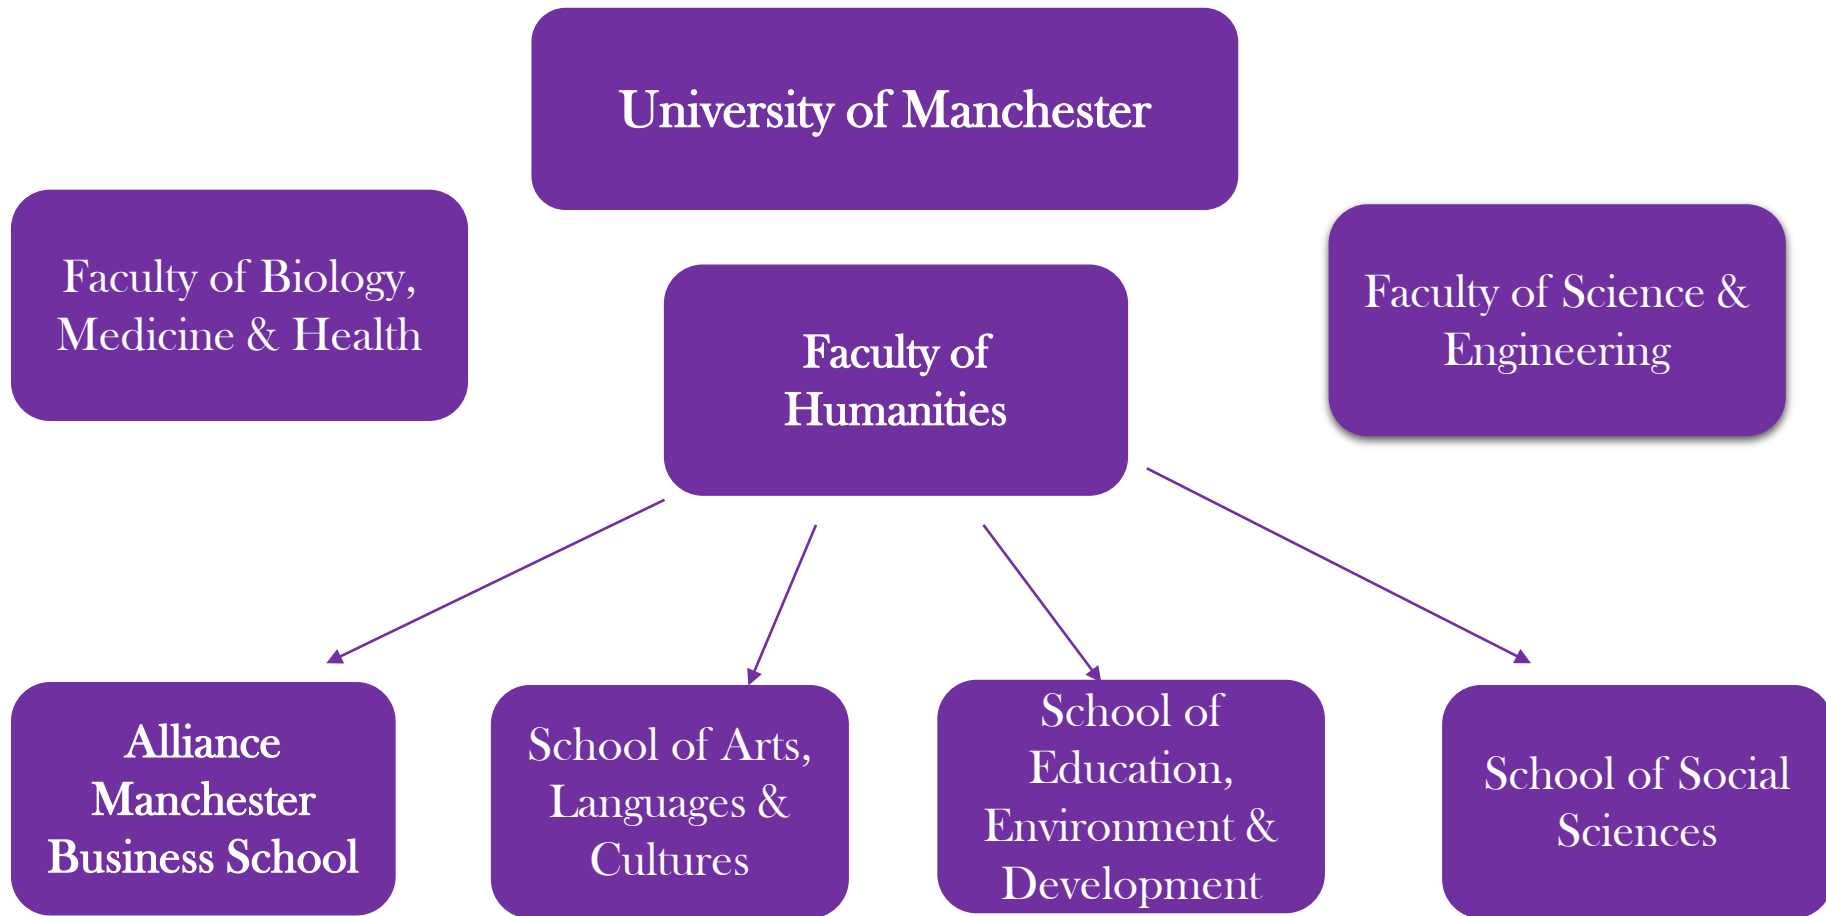 University of Manchester
Faculty of Biology,
Medicine & Health
Faculty of
Humanities
Faculty of Science &
Engineering
Alliance
Manchester
Business School
School of Arts,
Languages &
Cultures
School of
Education,
Environment &
Development
School of Social
Sciences